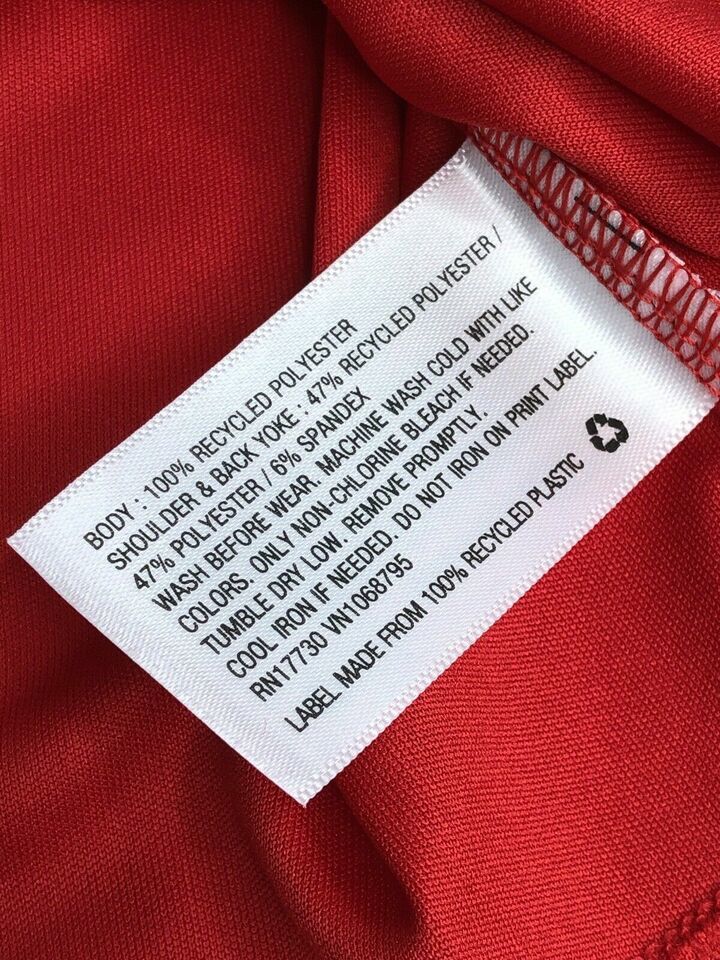 BODY : 100% RECYCLED POLYESTER
SHOULDER & BACK YOKE : 47% RECYCLED POLYESTER /
47% POLYESTER / 6% SPANDEX
WASH BEFORE WEAR. MACHINE WASH COLD WITH LIKE
COLORS. ONLY NON-CHLORINE BLEACH IF NEEDED.
TUMBLE DRY LOW. REMOVE PROMPTLY.
COOL IRON IF NEEDED. DO NOT IRON ON PRINT LABEL.
RN17730 VN1068795
LABEL MADE FROM 100% RECYCLED PLASTIC